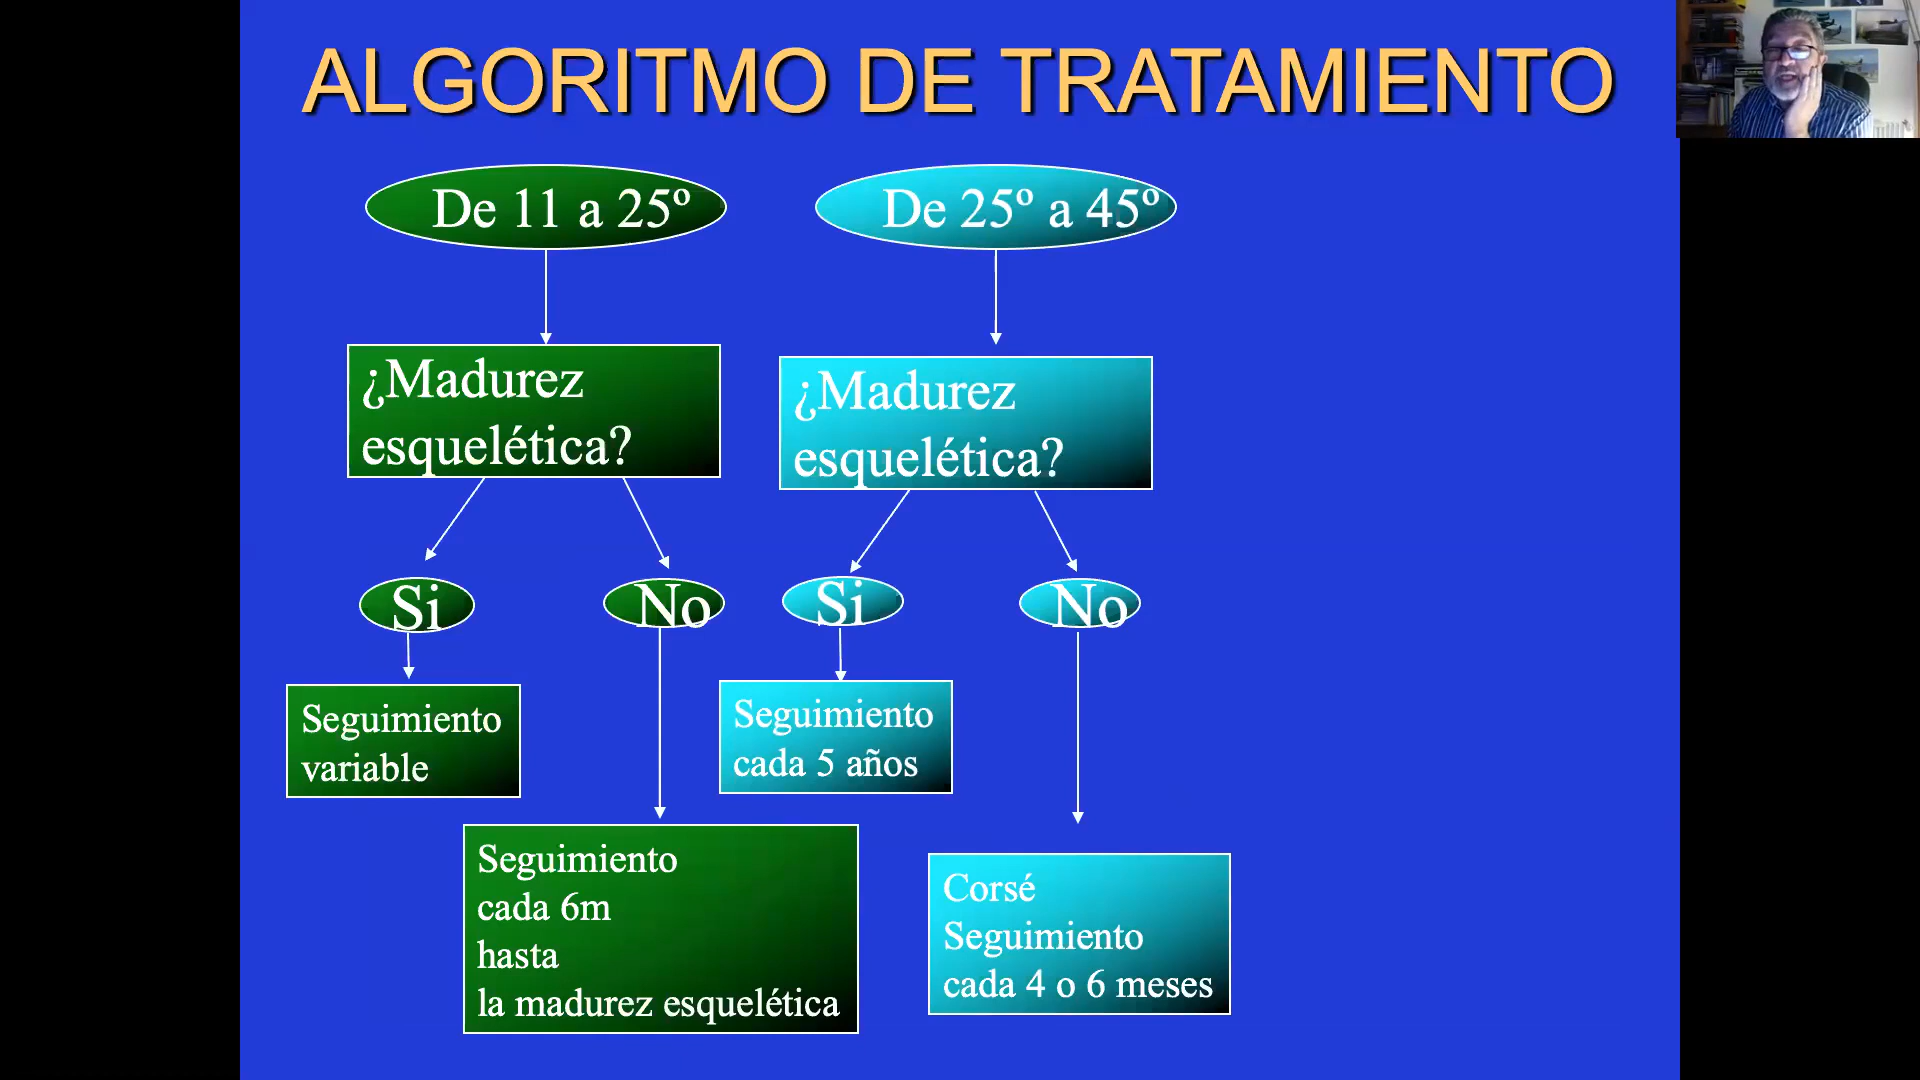 ALGORITMO DE TRATAMIENTO
De 11 a 25º
De 25º a 45º
¿Madurez
esquelética?
¿Madurez
esquelética?
Si
No
Si
No
Seguimiento
variable
Seguimiento
cada 5 años
Seguimiento
cada 6m
hasta
la madurez esquelética
Corsé
Seguimiento
cada 4 o 6 meses